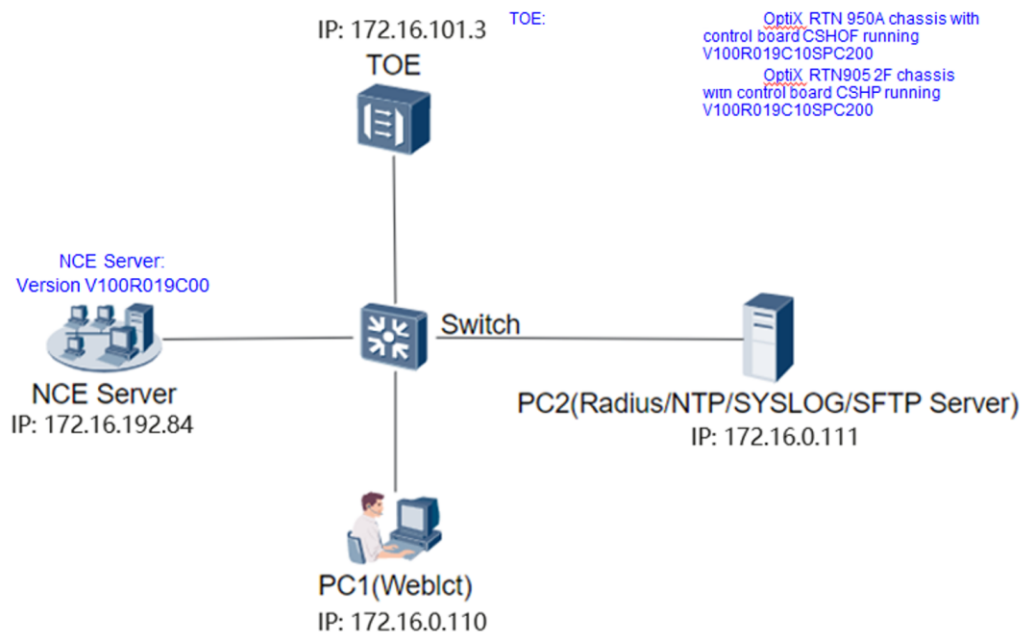 IP: 172.16.101.3
TOE
TOE:
OptiX RTN 950A chassis with
control board CSHOF running
V100R019C10SPC200
OptiX RTN905 2F chassis
with control board CSHP running
V100R019C10SPC200
NCE Server:
Version V100R019C00
Switch
NCE Server
IP: 172.16.192.84
PC2(Radius/NTP/SYSLOG/SFTP Server)
IP: 172.16.0.111
PC1(Weblct)
IP: 172.16.0.110